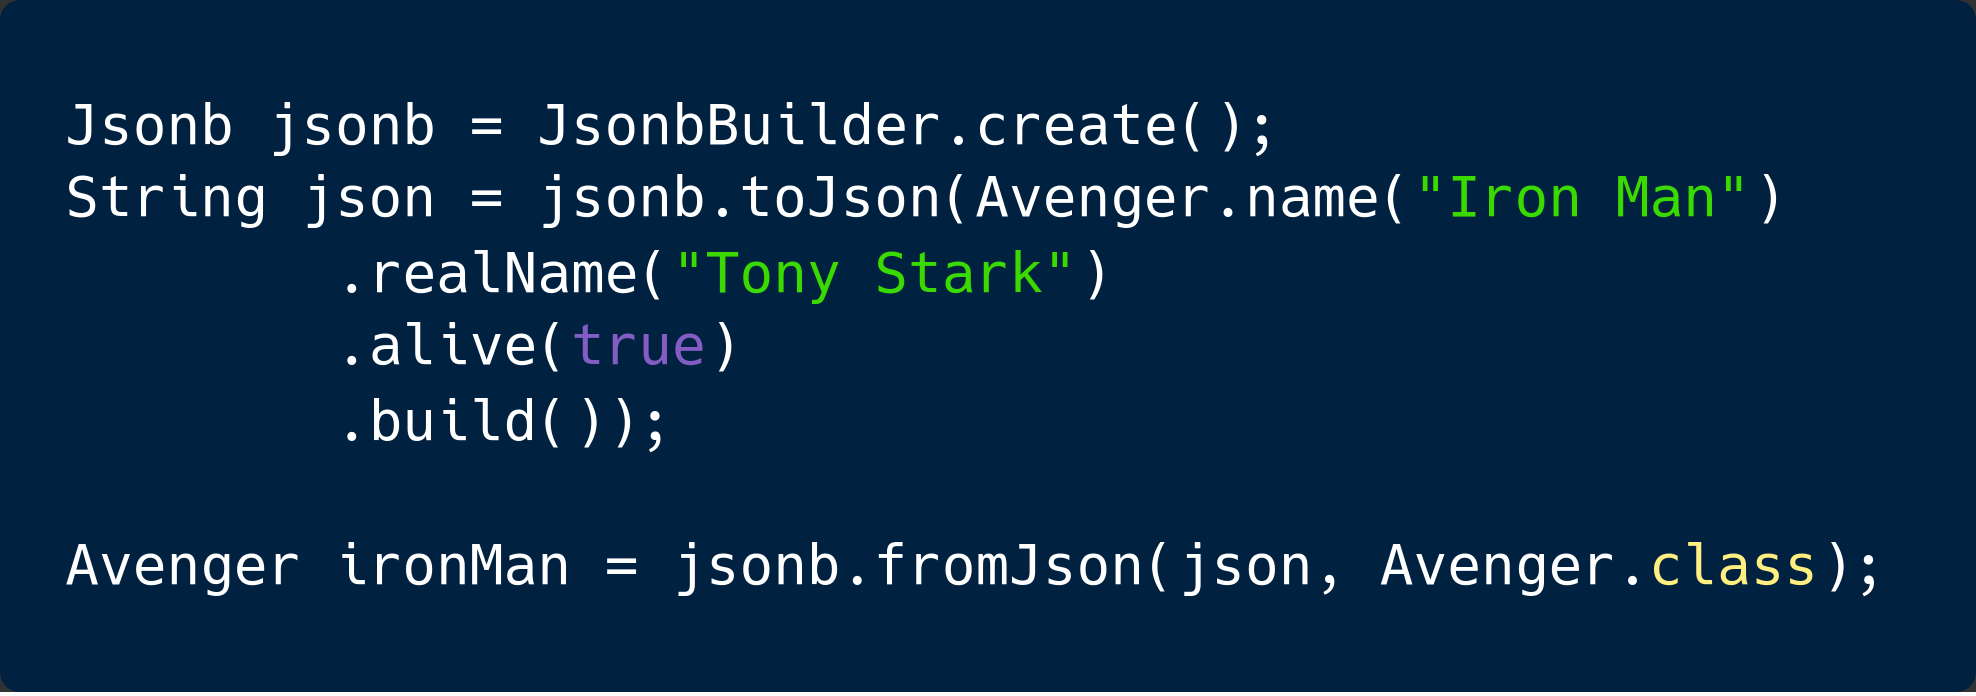 Jsonb jsonb = JsonbBuilder.create();
String json = jsonb.toJson(Avenger.name("Iron Man")
        .realName("Tony Stark")
        .alive(true)
        .build());

Avenger ironMan = jsonb.fromJson(json, Avenger.class);